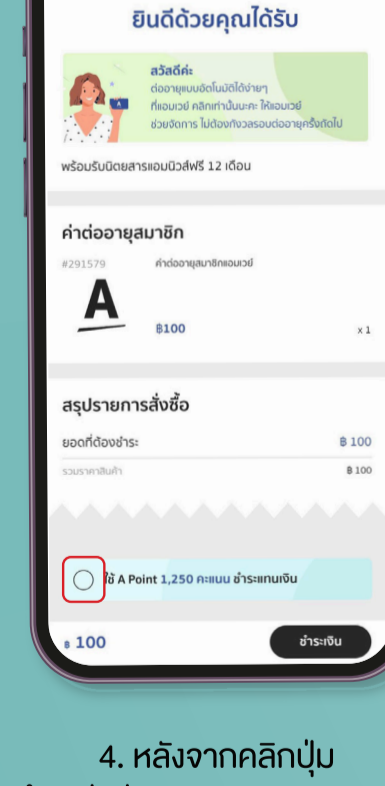 ยินดีด้วยคุณได้รับ
สวัสดีค่ะ
ต่ออายุแบบอัตโนมัติได้ง่ายๆ
ที่แอมเวย์ คลิกเท่านั้นนะคะ ให้แอมเวย์
ช่วยจัดการ ไม่ต้องกังวลรอบต่ออายุครั้งถัดไป
พร้อมรับนิตยสารแอมนิวส์ฟรี 12 เดือน
ค่าต่ออายุสมาชิก
#291579 ค่าต่ออายุสมาชิกแอมเวย์
A
฿100 x 1
สรุปรายการสั่งซื้อ
ยอดที่ต้องชำระ ฿ 100
รวมราคาสินค้า ฿ 100
ใช้ A Point 1,250 คะแนน ชำระแทนเงิน
฿ 100 ชำระเงิน
4. หลังจากคลิกปุ่ม